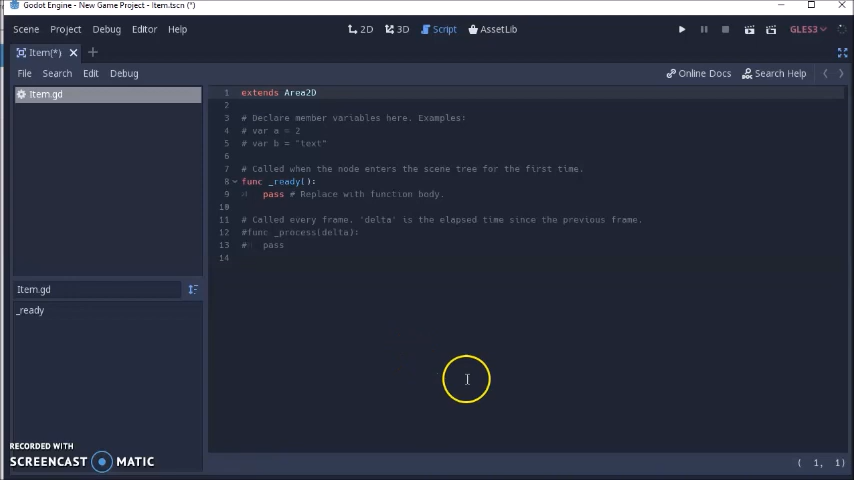 Godot Engine - New Game Project - Item.tscn (*)
Scene Project Debug Editor Help 2D 3D Script AssetLib GLES3
Item(*)
File Search Edit Debug Online Docs Search Help
Item.gd
1 extends Area2D
2
3 # Declare member variables here. Examples:
4 # var a = 2
5 # var b = "text"
6
7 # Called when the node enters the scene tree for the first time.
8 func _ready():
9 pass # Replace with function body.
10
11 # Called every frame. 'delta' is the elapsed time since the previous frame.
12 #func _process(delta):
13 # pass
14
Item.gd
_ready
RECORDED WITH
SCREENCAST MATIC
( 1, 1)